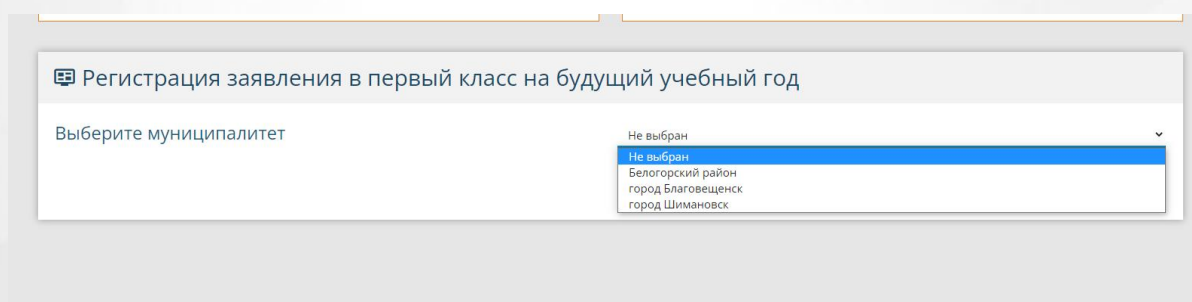 Регистрация заявления в первый класс на будущий учебный год
Выберите муниципалитет
Не выбран
Не выбран
Белогорский район
город Благовещенск
город Шимановск